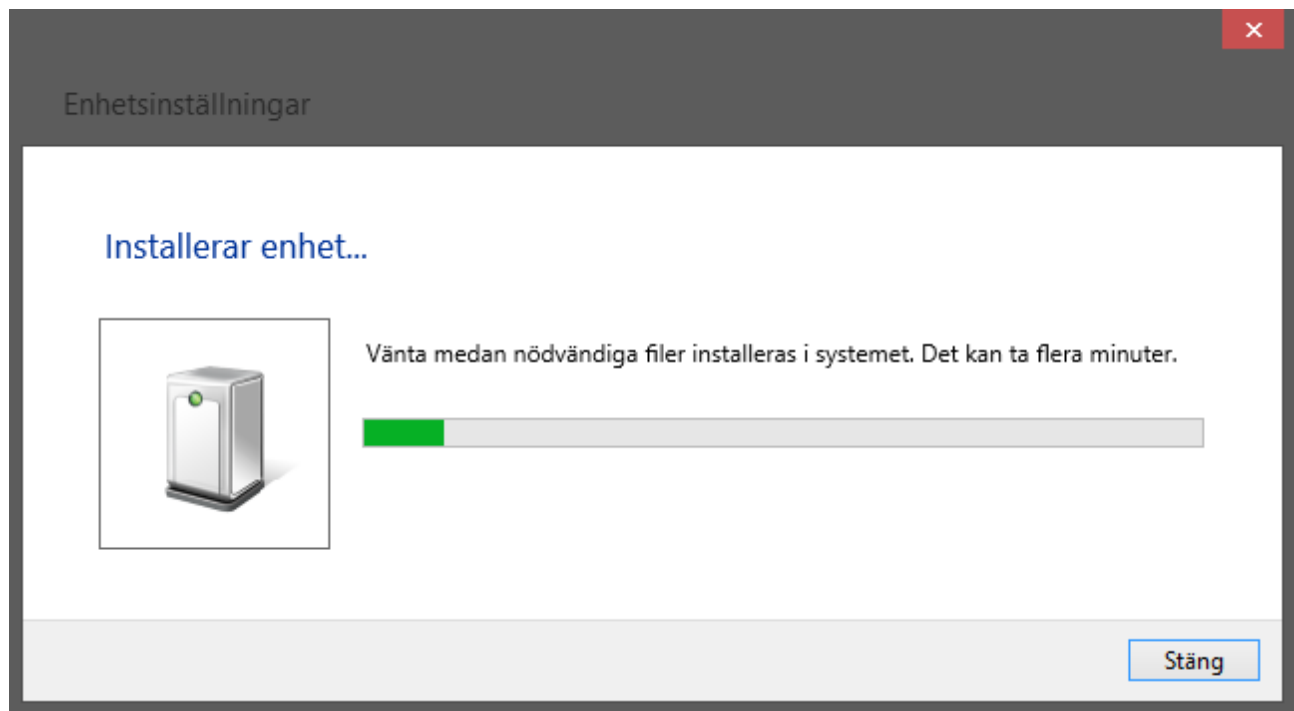 Enhetsinställningar
Installerar enhet...
Vänta medan nödvändiga filer installeras i systemet. Det kan ta flera minuter.
Stäng